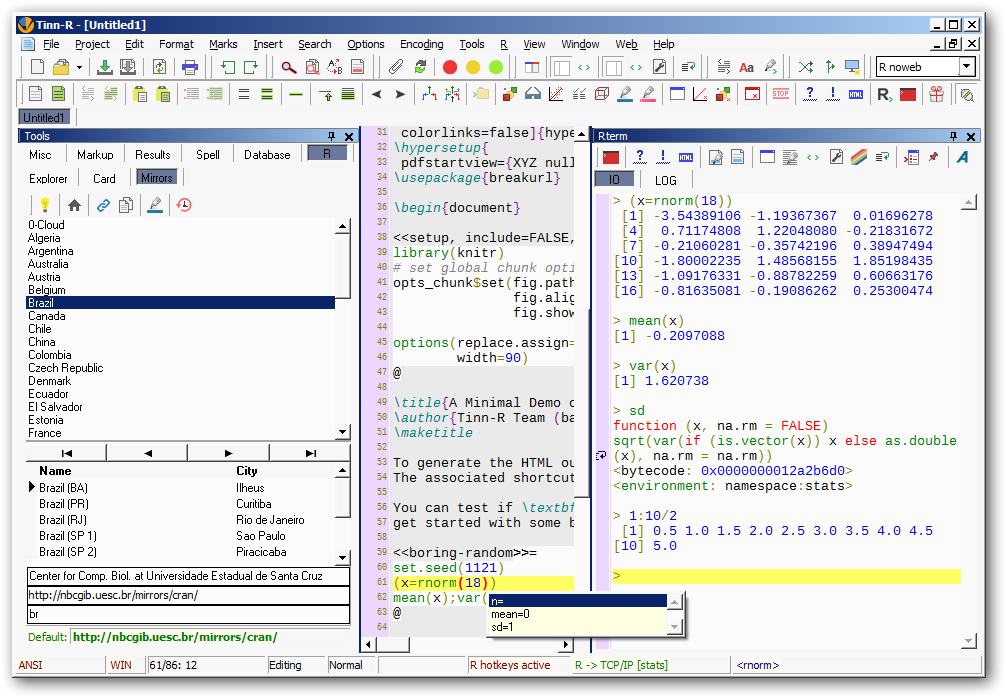 Tinn-R - [Untitled1]
File Project Edit Format Marks Insert Search Options Encoding Tools R View Window Web Help
Aa R noweb
STOP HTML R
Untitled1
Tools
Misc Markup Results Spell Database R
Explorer Card Mirrors
0-Cloud
Algeria
Argentina
Australia
Austria
Belgium
Brazil
Canada
Chile
China
Colombia
Czech Republic
Denmark
Ecuador
El Salvador
Estonia
France
Name City
Brazil (BA) Ilheus
Brazil (PR) Curitiba
Brazil (RJ) Rio de Janeiro
Brazil (SP 1) Sao Paulo
Brazil (SP 2) Piracicaba
Center for Comp. Biol. at Universidade Estadual de Santa Cruz
http://nbcgib.uesc.br/mirrors/cran/
br
Default: http://nbcgib.uesc.br/mirrors/cran/
31 colorlinks=false]{hype
32 \hypersetup{
33 pdfstartview={XYZ null
34 \usepackage{breakurl}
35
36 \begin{document}
37
38 <<setup, include=FALSE,
39 library(knitr)
40 # set global chunk opti
41 opts_chunk$set(fig.path
42 fig.alig
43 fig.show
44
45 options(replace.assign=
46 width=90)
47 @
48
49 \title{A Minimal Demo o
50 \author{Tinn-R Team (ba
51 \maketitle
52
53 To generate the HTML ou
54 The associated shortcut
55
56 You can test if \textbf
57 get started with some b
58
59 <<boring-random>>=
60 set.seed(1121)
61 (x=rnorm(18))
62 mean(x);var(
63 @
64
n=
mean=0
sd=1
Rterm
HTML A
IO LOG
> (x=rnorm(18))
[1] -3.54389106 -1.19367367 0.01696278
[4] 0.71174808 1.22048080 -0.21831672
[7] -0.21060281 -0.35742196 0.38947494
[10] -1.80002235 1.48568155 1.85198435
[13] -1.09176331 -0.88782259 0.60663176
[16] -0.81635081 -0.19086262 0.25300474
> mean(x)
[1] -0.2097088
> var(x)
[1] 1.620738
> sd
function (x, na.rm = FALSE)
sqrt(var(if (is.vector(x)) x else as.double
(x), na.rm = na.rm))
<bytecode: 0x0000000012a2b6d0>
<environment: namespace:stats>
> 1:10/2
[1] 0.5 1.0 1.5 2.0 2.5 3.0 3.5 4.0 4.5
[10] 5.0
>
ANSI WIN 61/86: 12 Editing Normal R hotkeys active R -> TCP/IP [stats] <rnorm>